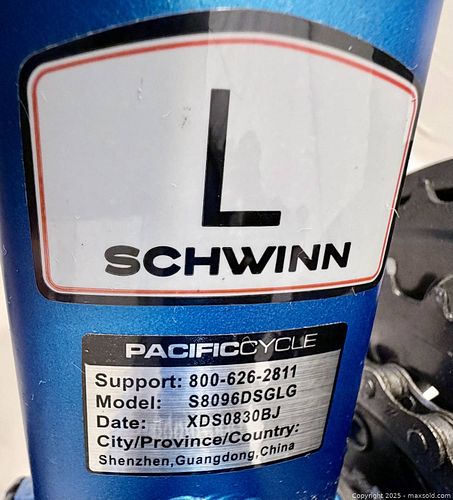 L
SCHWINN
PACIFICCYCLE
Support: 800-626-2811
Model: S8096DSGLG
Date: XDS0830BJ
City/Province/Country:
Shenzhen,Guangdong,China
Copyright 2025 - maxsold.com